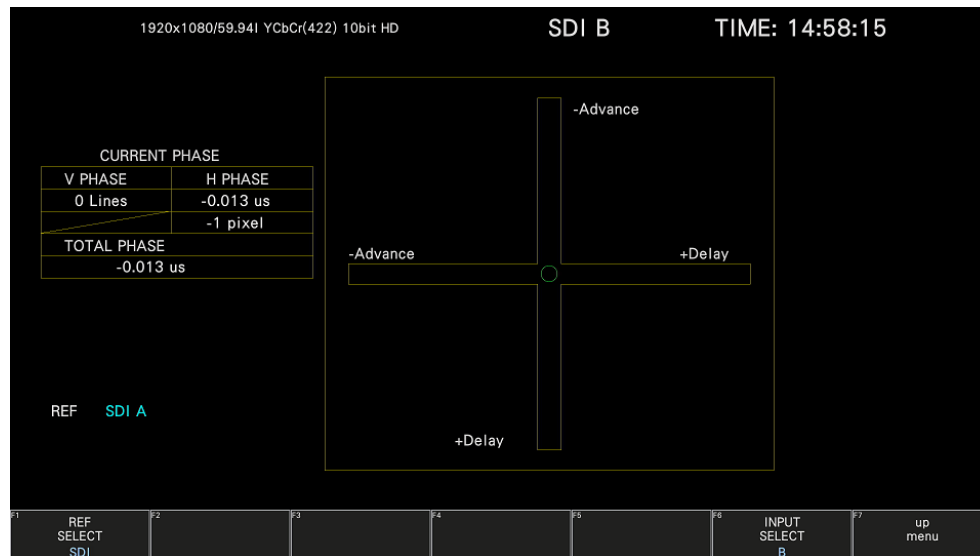 1920x1080/59.94I YCbCr(422) 10bit HD SDI B TIME: 14:58:15
-Advance
CURRENT PHASE
V PHASE H PHASE
0 Lines -0.013 us
-1 pixel
TOTAL PHASE
-0.013 us
-Advance +Delay
REF SDI A
+Delay
F1 REF SELECT SDI
F2
F3
F4
F5
F6 INPUT SELECT B
F7 up menu